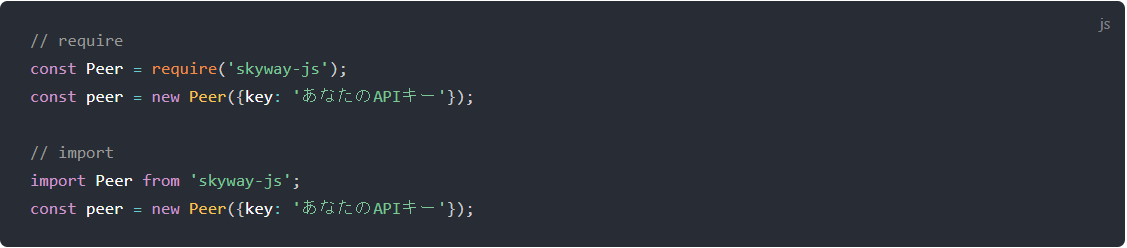 js
// require
const Peer = require('skyway-js');
const peer = new Peer({key: 'あなたのAPIキー'});
// import
import Peer from 'skyway-js';
const peer = new Peer({key: 'あなたのAPIキー'});